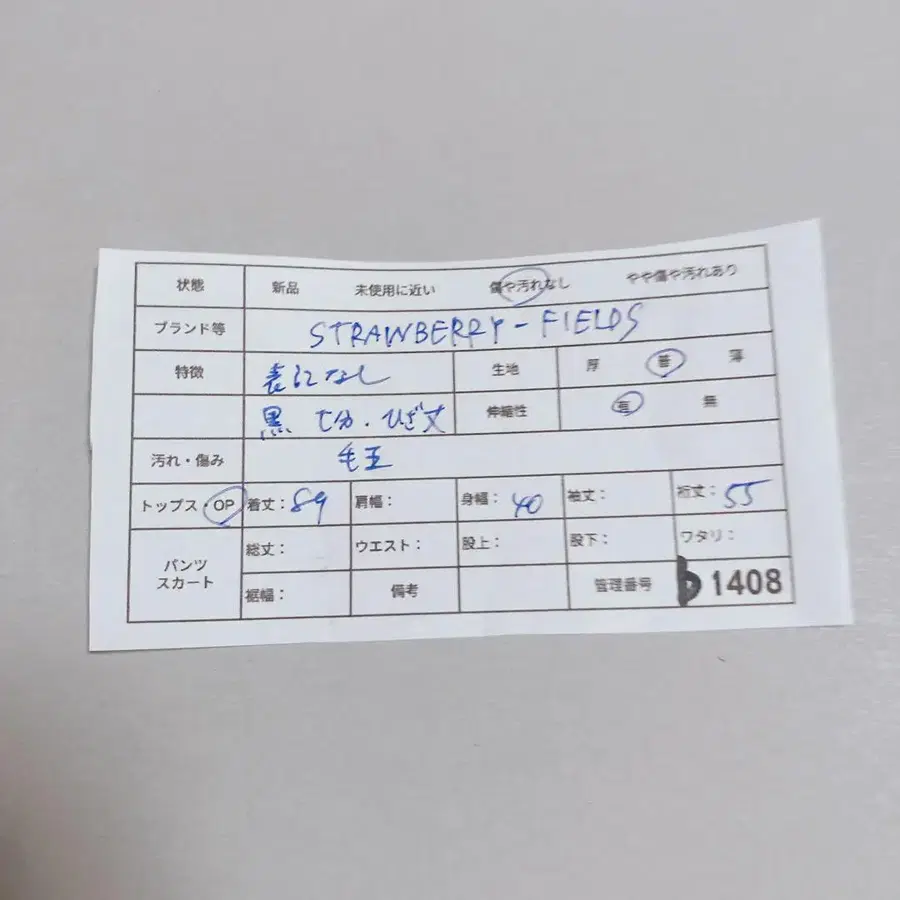 状態 新品 未使用に近い 傷や汚れなし やや傷や汚れあり
ブランド等 STRAWBERRY-FIELDS
特徴 表記なし 生地 厚 普 薄
黒 七分・ひざ丈 伸縮性 有 無
汚れ・傷み 毛玉
トップス・OP 着丈:89 肩幅: 身幅:40 袖丈: 裄丈:55
パンツ スカート 総丈: ウエスト: 股上: 股下: ワタリ:
裾幅: 備考 管理番号 b1408